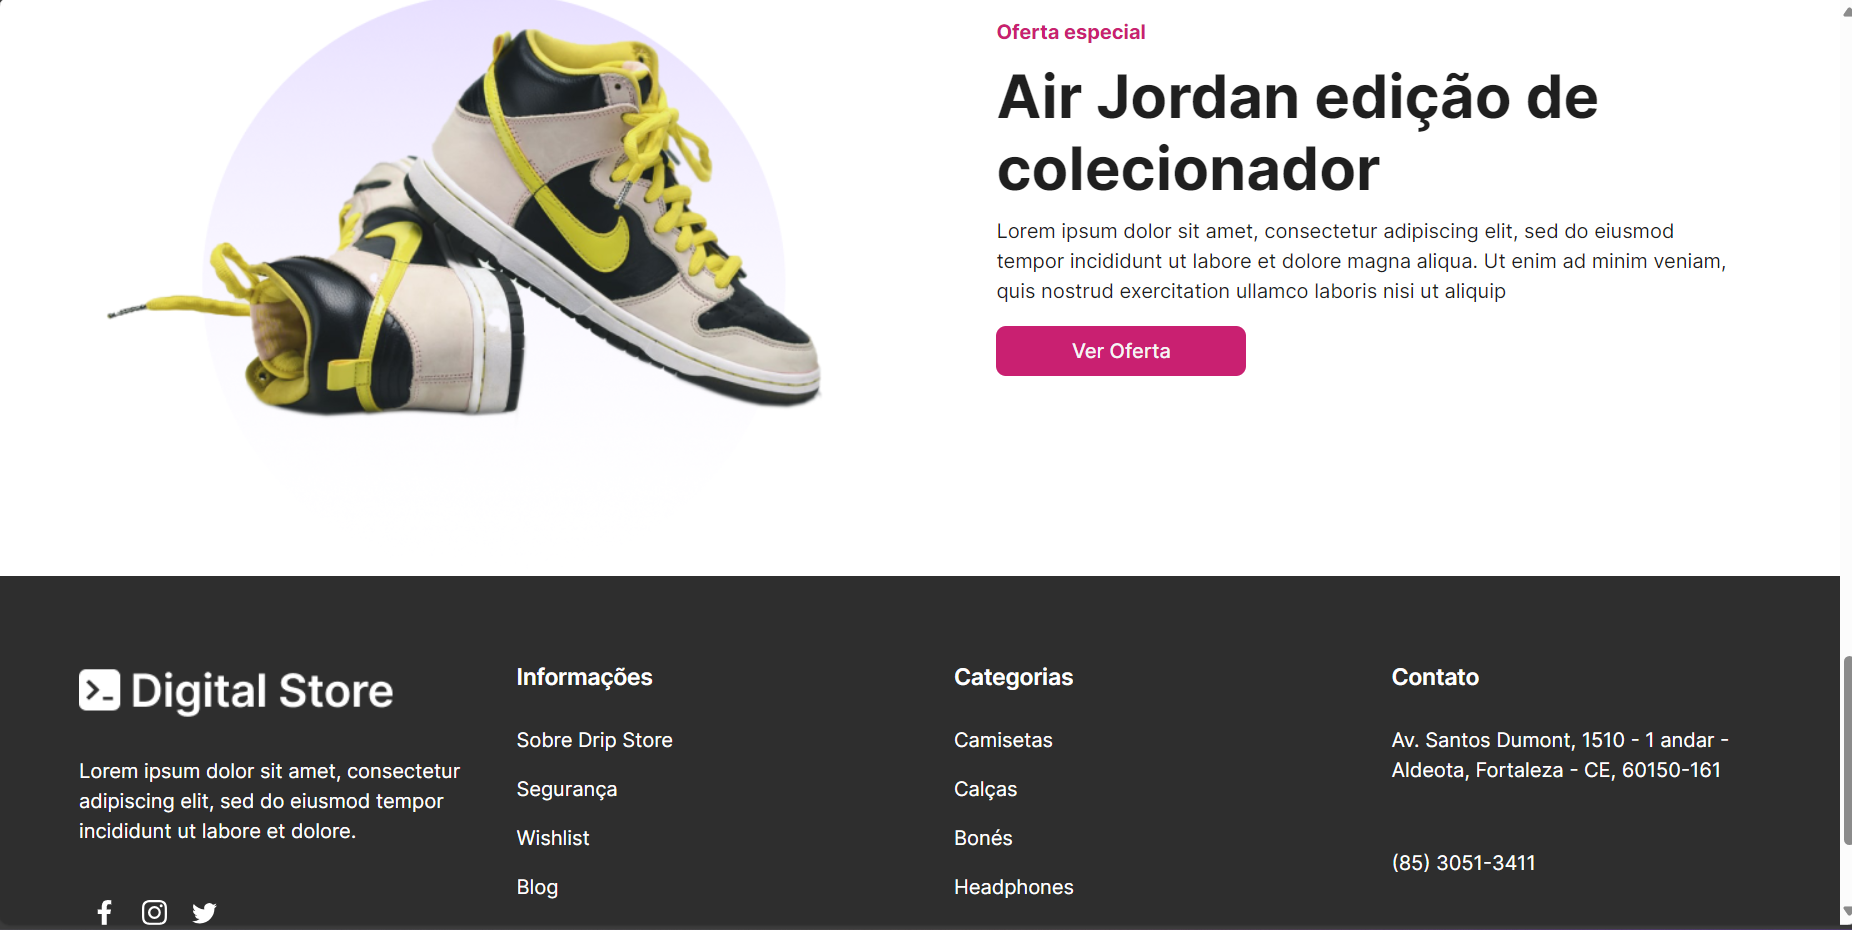 Oferta especial
Air Jordan edição de
colecionador
Lorem ipsum dolor sit amet, consectetur adipiscing elit, sed do eiusmod
tempor incididunt ut labore et dolore magna aliqua. Ut enim ad minim veniam,
quis nostrud exercitation ullamco laboris nisi ut aliquip
Ver Oferta
Digital Store
Lorem ipsum dolor sit amet, consectetur
adipiscing elit, sed do eiusmod tempor
incididunt ut labore et dolore.
Informações
Sobre Drip Store
Segurança
Wishlist
Blog
Categorias
Camisetas
Calças
Bonés
Headphones
Contato
Av. Santos Dumont, 1510 - 1 andar -
Aldeota, Fortaleza - CE, 60150-161
(85) 3051-3411